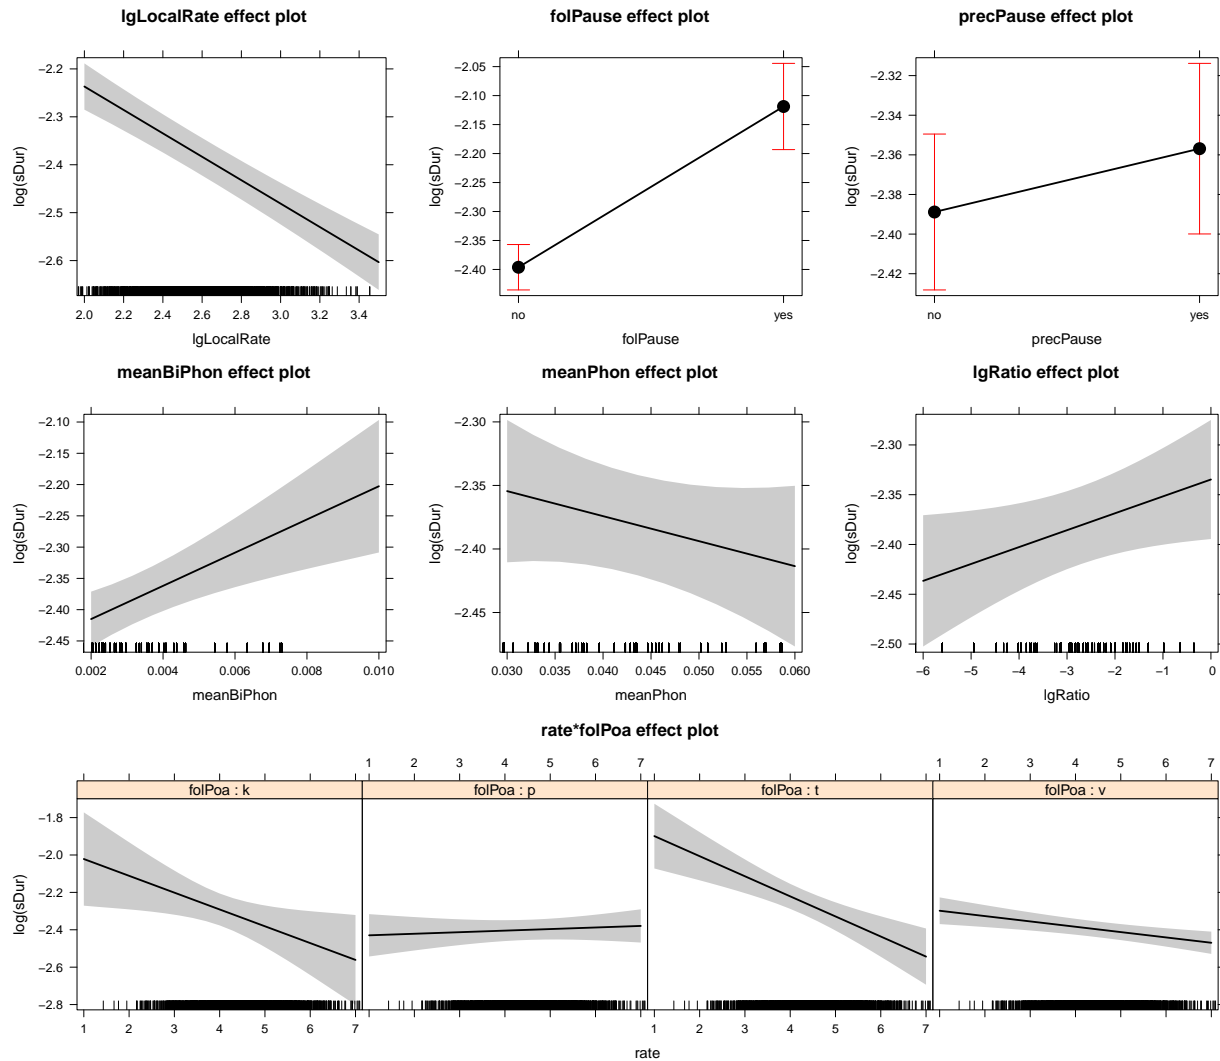 lgLocalRate effect plot
log(sDur)
−2.2
−2.3
−2.4
−2.5
−2.6
2.0 2.2 2.4 2.6 2.8 3.0 3.2 3.4
lgLocalRate
folPause effect plot
log(sDur)
−2.05
−2.10
−2.15
−2.20
−2.25
−2.30
−2.35
−2.40
no yes
folPause
precPause effect plot
log(sDur)
−2.32
−2.34
−2.36
−2.38
−2.40
−2.42
no yes
precPause
meanBiPhon effect plot
log(sDur)
−2.10
−2.15
−2.20
−2.25
−2.30
−2.35
−2.40
−2.45
0.002 0.004 0.006 0.008 0.010
meanBiPhon
meanPhon effect plot
log(sDur)
−2.30
−2.35
−2.40
−2.45
0.030 0.035 0.040 0.045 0.050 0.055 0.060
meanPhon
lgRatio effect plot
log(sDur)
−2.30
−2.35
−2.40
−2.45
−2.50
−6 −5 −4 −3 −2 −1 0
lgRatio
rate*folPoa effect plot
1 2 3 4 5 6 7 1 2 3 4 5 6 7
folPoa : k folPoa : p folPoa : t folPoa : v
log(sDur)
−1.8
−2.0
−2.2
−2.4
−2.6
−2.8
1 2 3 4 5 6 7 1 2 3 4 5 6 7
rate